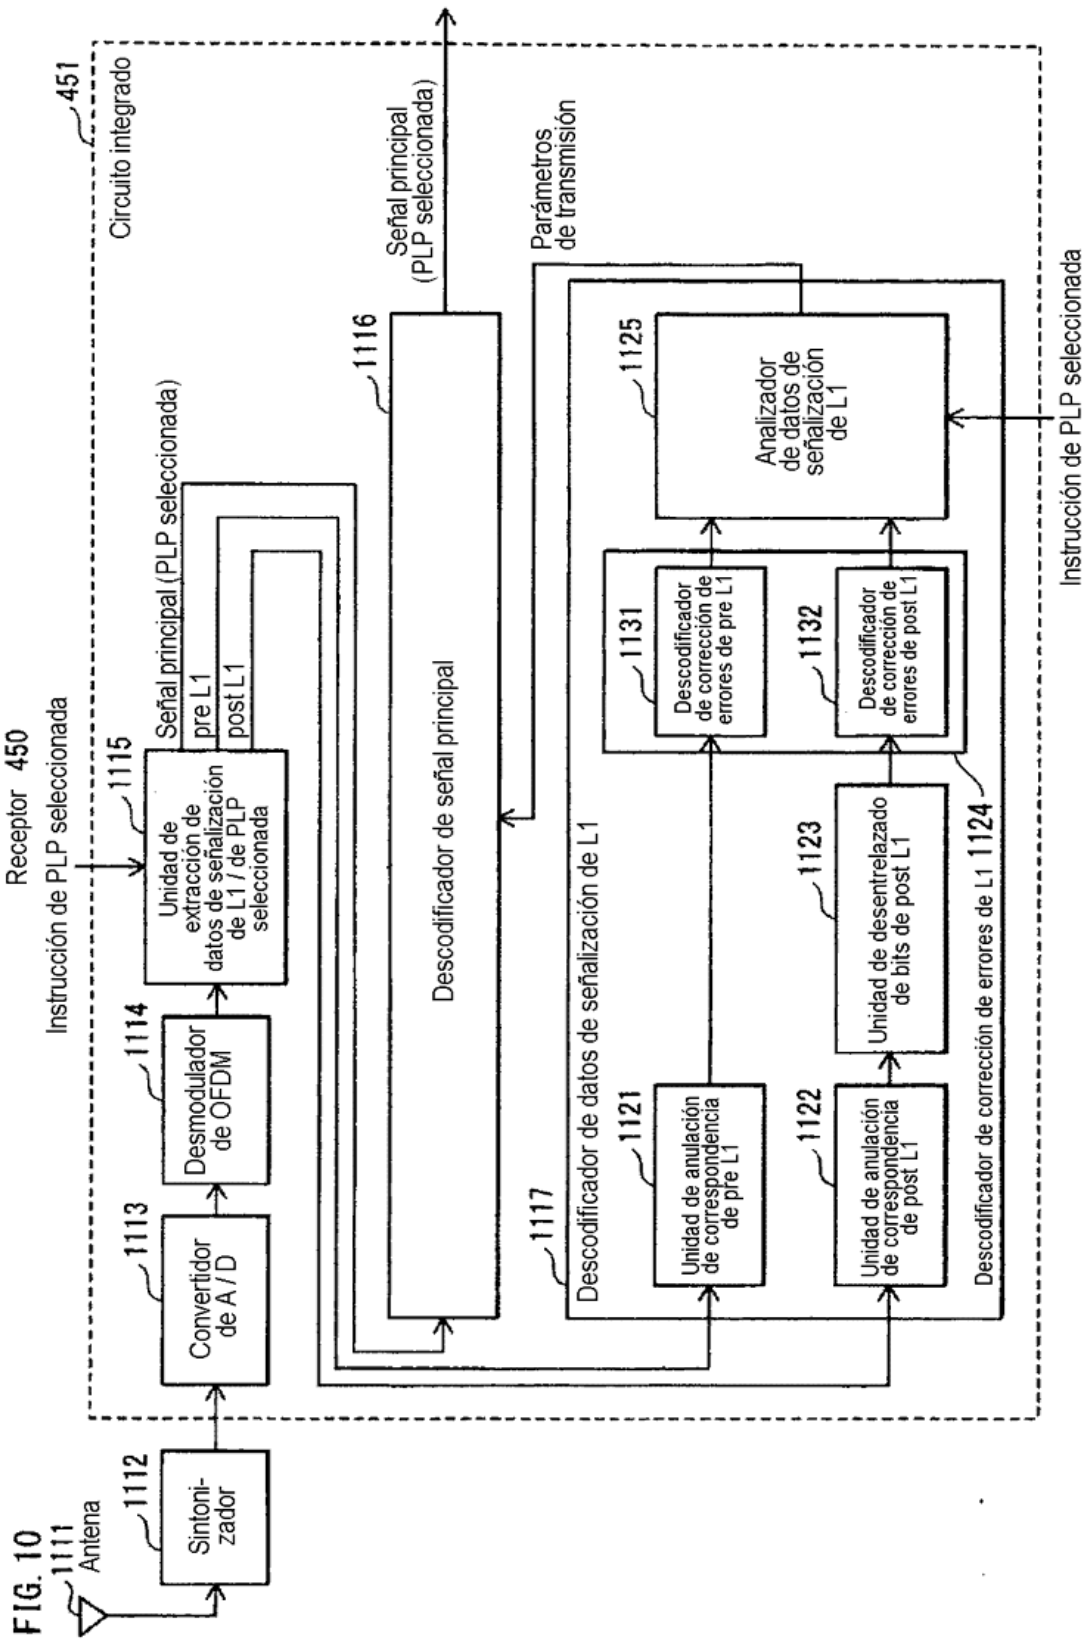 FIG. 10
Receptor 450
Instrucción de PLP seleccionada
451
Circuito integrado
1111
Antena
1112
Sintoni-
zador
1113
Convertidor
de A / D
1114
Desmodulador
de OFDM
1115
Unidad de
extracción de
datos de señalización
de L1 / de PLP
seleccionada
Señal principal (PLP seleccionada)
pre L1
post L1
1116
Descodificador de señal principal
Señal principal
(PLP seleccionada)
Parámetros
de transmisión
1117
Descodificador de datos de señalización de L1
1121
Unidad de anulación
de correspondencia
de pre L1
1131
Descodificador
de corrección de
errores de pre L1
1125
Analizador
de datos de
señalización
de L1
1122
Unidad de anulación
de correspondencia
de post L1
1123
Unidad de desentrelazado
de bits de post L1
1132
Descodificador
de corrección de
errores de post L1
Descodificador de corrección de errores de L1 1124
Instrucción de PLP seleccionada